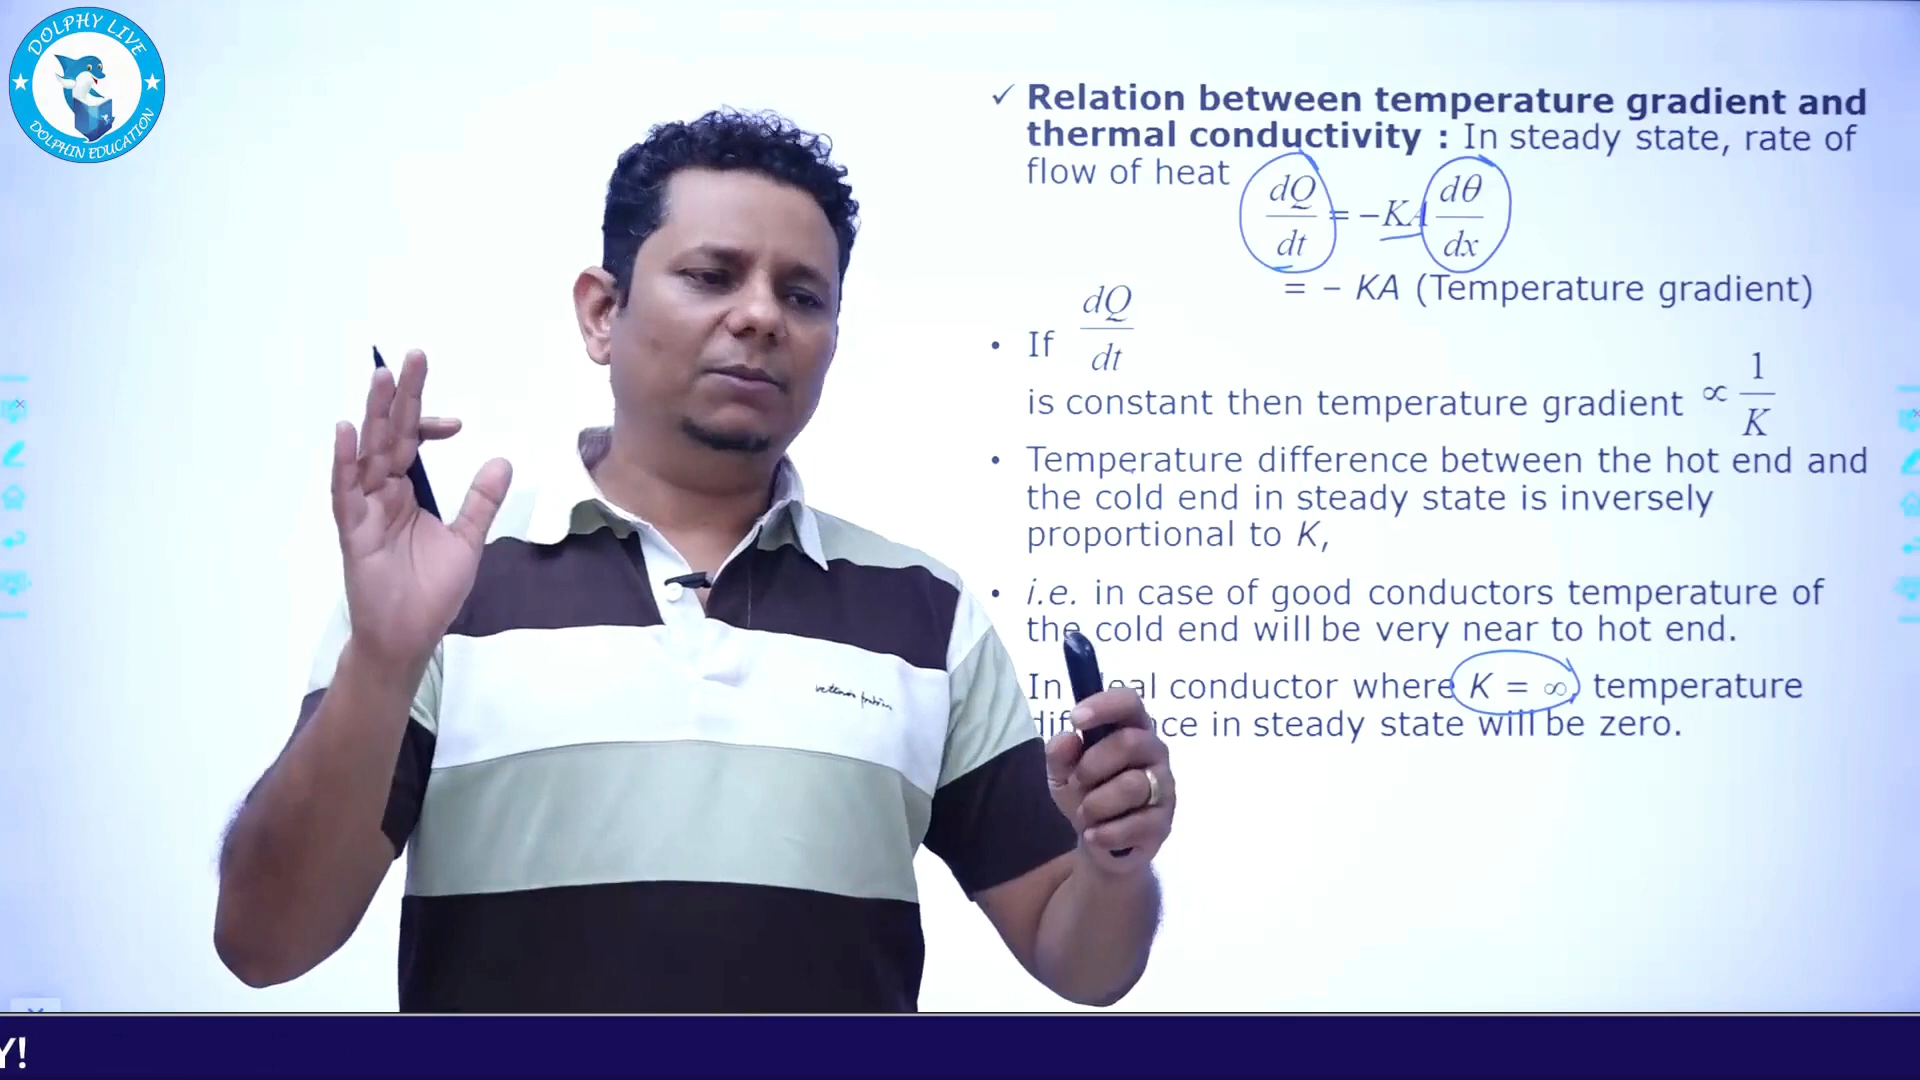 DOLPHY LIVE
DOLPHIN EDUCATION
✓ Relation between temperature gradient and
thermal conductivity : In steady state, rate of
flow of heat dQ/dt = −KA dθ/dx
= − KA (Temperature gradient)
• If dQ/dt
is constant then temperature gradient ∝ 1/K
• Temperature difference between the hot end and
the cold end in steady state is inversely
proportional to K,
• i.e. in case of good conductors temperature of
the cold end will be very near to hot end.
In conductor where K = ∞, temperature
in steady state will be zero.
Y!